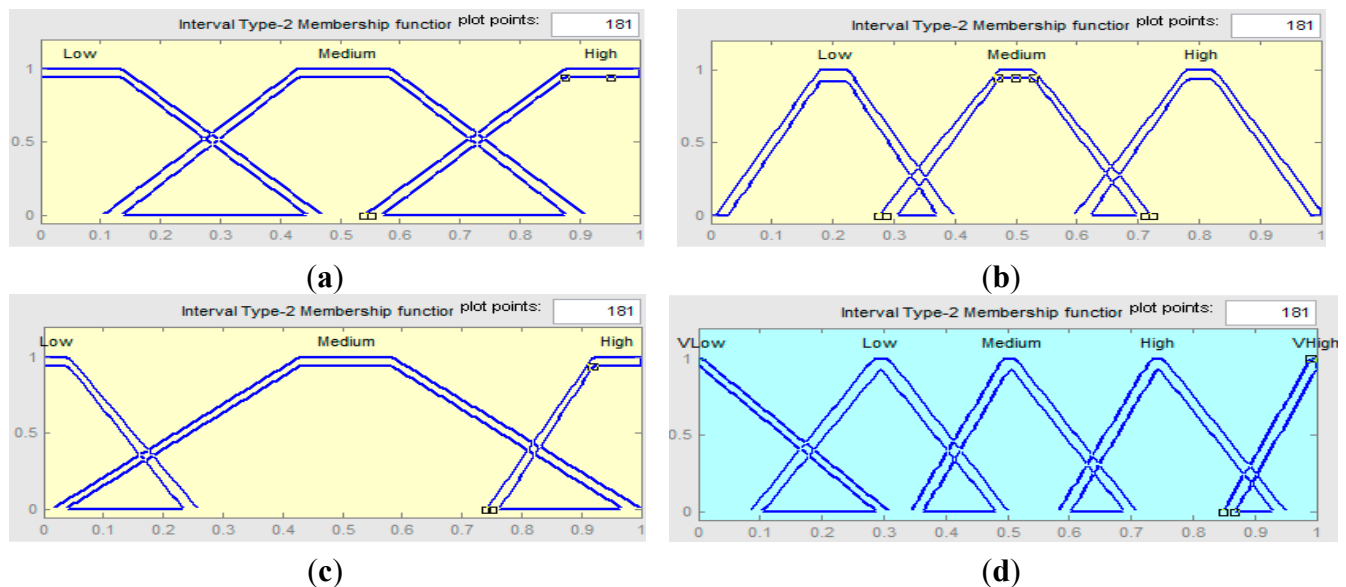 Interval Type-2 Membership function plot points: 181
Low Medium High
1
0.5
0
0 0.1 0.2 0.3 0.4 0.5 0.6 0.7 0.8 0.9 1
(a)
Interval Type-2 Membership function plot points: 181
Low Medium High
1
0.5
0
0 0.1 0.2 0.3 0.4 0.5 0.6 0.7 0.8 0.9 1
(b)
Interval Type-2 Membership function plot points: 181
Low Medium High
1
0.5
0
0 0.1 0.2 0.3 0.4 0.5 0.6 0.7 0.8 0.9 1
(c)
Interval Type-2 Membership function plot points: 181
VLow Low Medium High VHigh
1
0.5
0
0 0.1 0.2 0.3 0.4 0.5 0.6 0.7 0.8 0.9 1
(d)